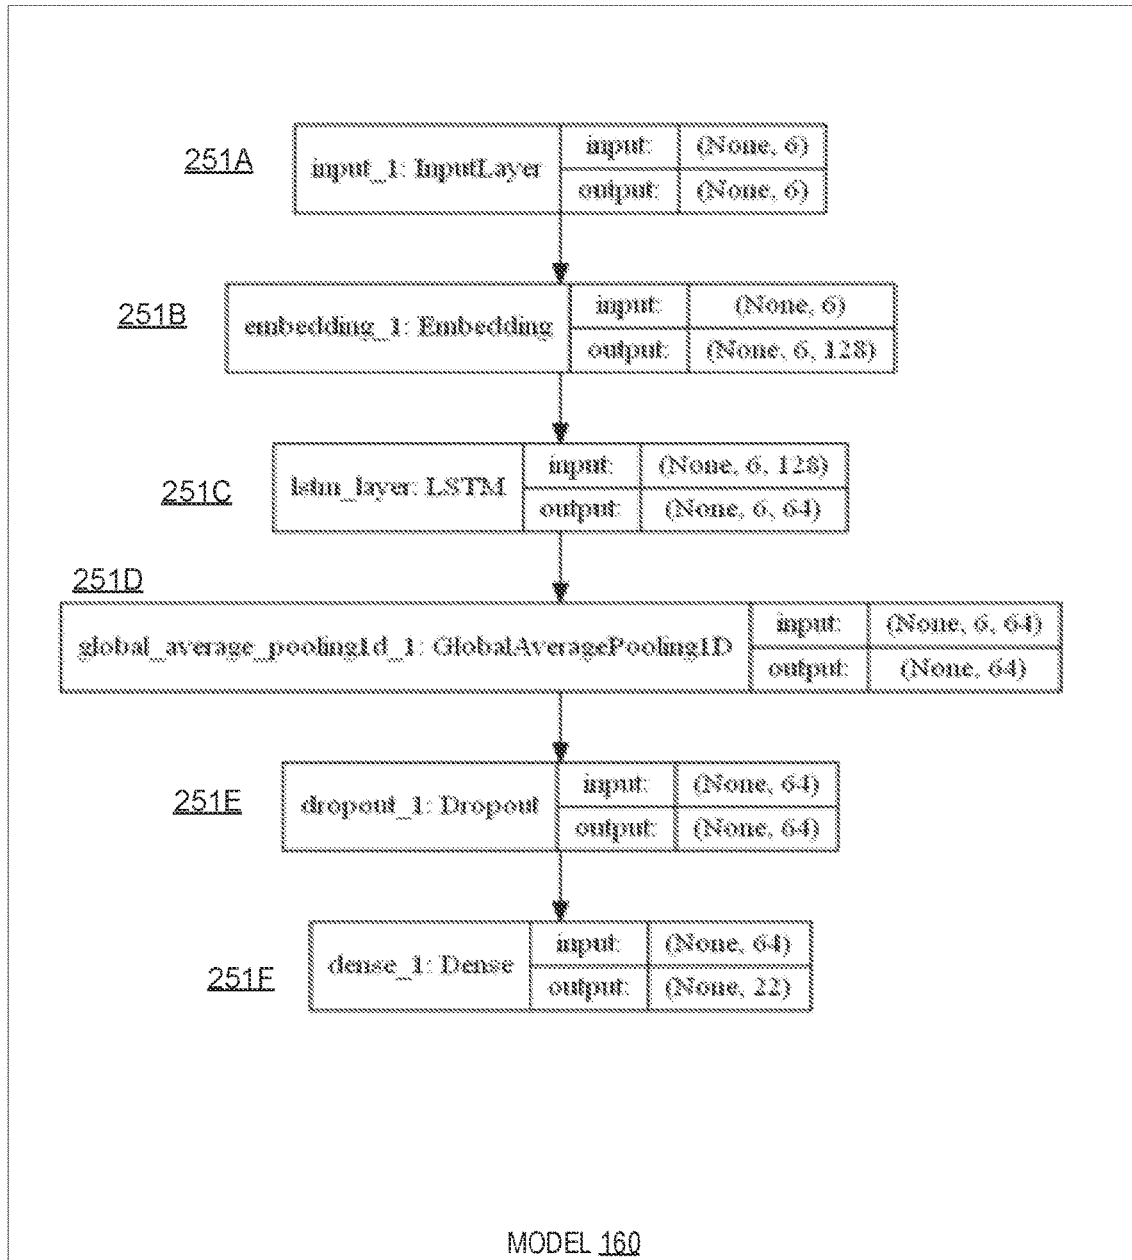 251A
input_1: InputLayer
input: (None, 6)
output: (None, 6)
251B
embedding_1: Embedding
input: (None, 6)
output: (None, 6, 128)
251C
lstm_layer: LSTM
input: (None, 6, 128)
output: (None, 6, 64)
251D
global_average_pooling1d_1: GlobalAveragePooling1D
input: (None, 6, 64)
output: (None, 64)
251E
dropout_1: Dropout
input: (None, 64)
output: (None, 64)
251F
dense_1: Dense
input: (None, 64)
output: (None, 22)
MODEL 160